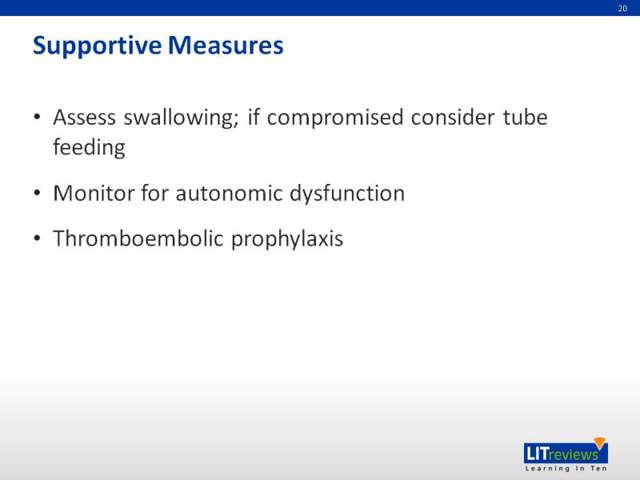 20
Supportive Measures
• Assess swallowing; if compromised consider tube
feeding
• Monitor for autonomic dysfunction
• Thromboembolic prophylaxis
LITreviews
Learning In Ten